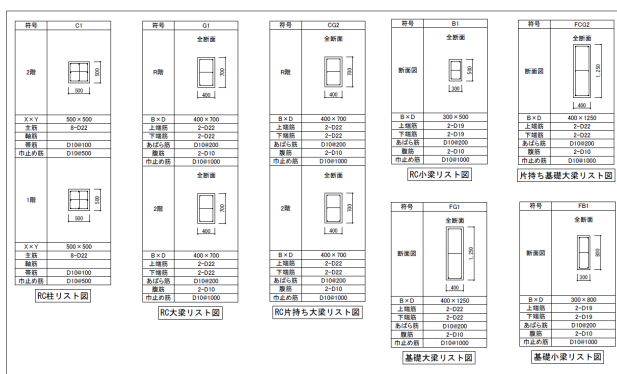 符号 C1
2階
500
500
X×Y 500×500
主筋 8-D22
軸筋
帯筋 D10@100
巾止め筋 D10@500
1階
500
500
X×Y 500×500
主筋 8-D22
軸筋
帯筋 D10@100
巾止め筋 D10@500
RC柱リスト図
符号 G1
全断面
R階
700
400
B×D 400×700
上端筋 2-D22
下端筋 2-D22
あばら筋 D10@200
腹筋 2-D10
巾止め筋 D10@1000
全断面
2階
700
400
B×D 400×700
上端筋 2-D22
下端筋 2-D22
あばら筋 D10@200
腹筋 2-D10
巾止め筋 D10@1000
RC大梁リスト図
符号 CG2
全断面
R階
700
400
B×D 400×700
上端筋 2-D22
下端筋 2-D22
あばら筋 D10@200
腹筋 2-D10
巾止め筋 D10@1000
全断面
2階
700
400
B×D 400×700
上端筋 2-D22
下端筋 2-D22
あばら筋 D10@200
腹筋 2-D10
巾止め筋 D10@1000
RC片持ち大梁リスト図
符号 B1
全断面
断面図
500
300
B×D 300×500
上端筋 2-D19
下端筋 2-D19
あばら筋 D10@200
腹筋 2-D10
巾止め筋 D10@1000
RC小梁リスト図
符号 FCG2
全断面
断面図
1,250
400
B×D 400×1250
上端筋 2-D22
下端筋 2-D22
あばら筋 D10@200
腹筋 2-D10
巾止め筋 D10@1000
片持ち基礎大梁リスト図
符号 FG1
全断面
断面図
1,250
400
B×D 400×1250
上端筋 2-D22
下端筋 2-D22
あばら筋 D10@200
腹筋 2-D10
巾止め筋 D10@1000
基礎大梁リスト図
符号 FB1
全断面
断面図
800
300
B×D 300×800
上端筋 2-D19
下端筋 2-D19
あばら筋 D10@200
腹筋 2-D10
巾止め筋 D10@1000
基礎小梁リスト図